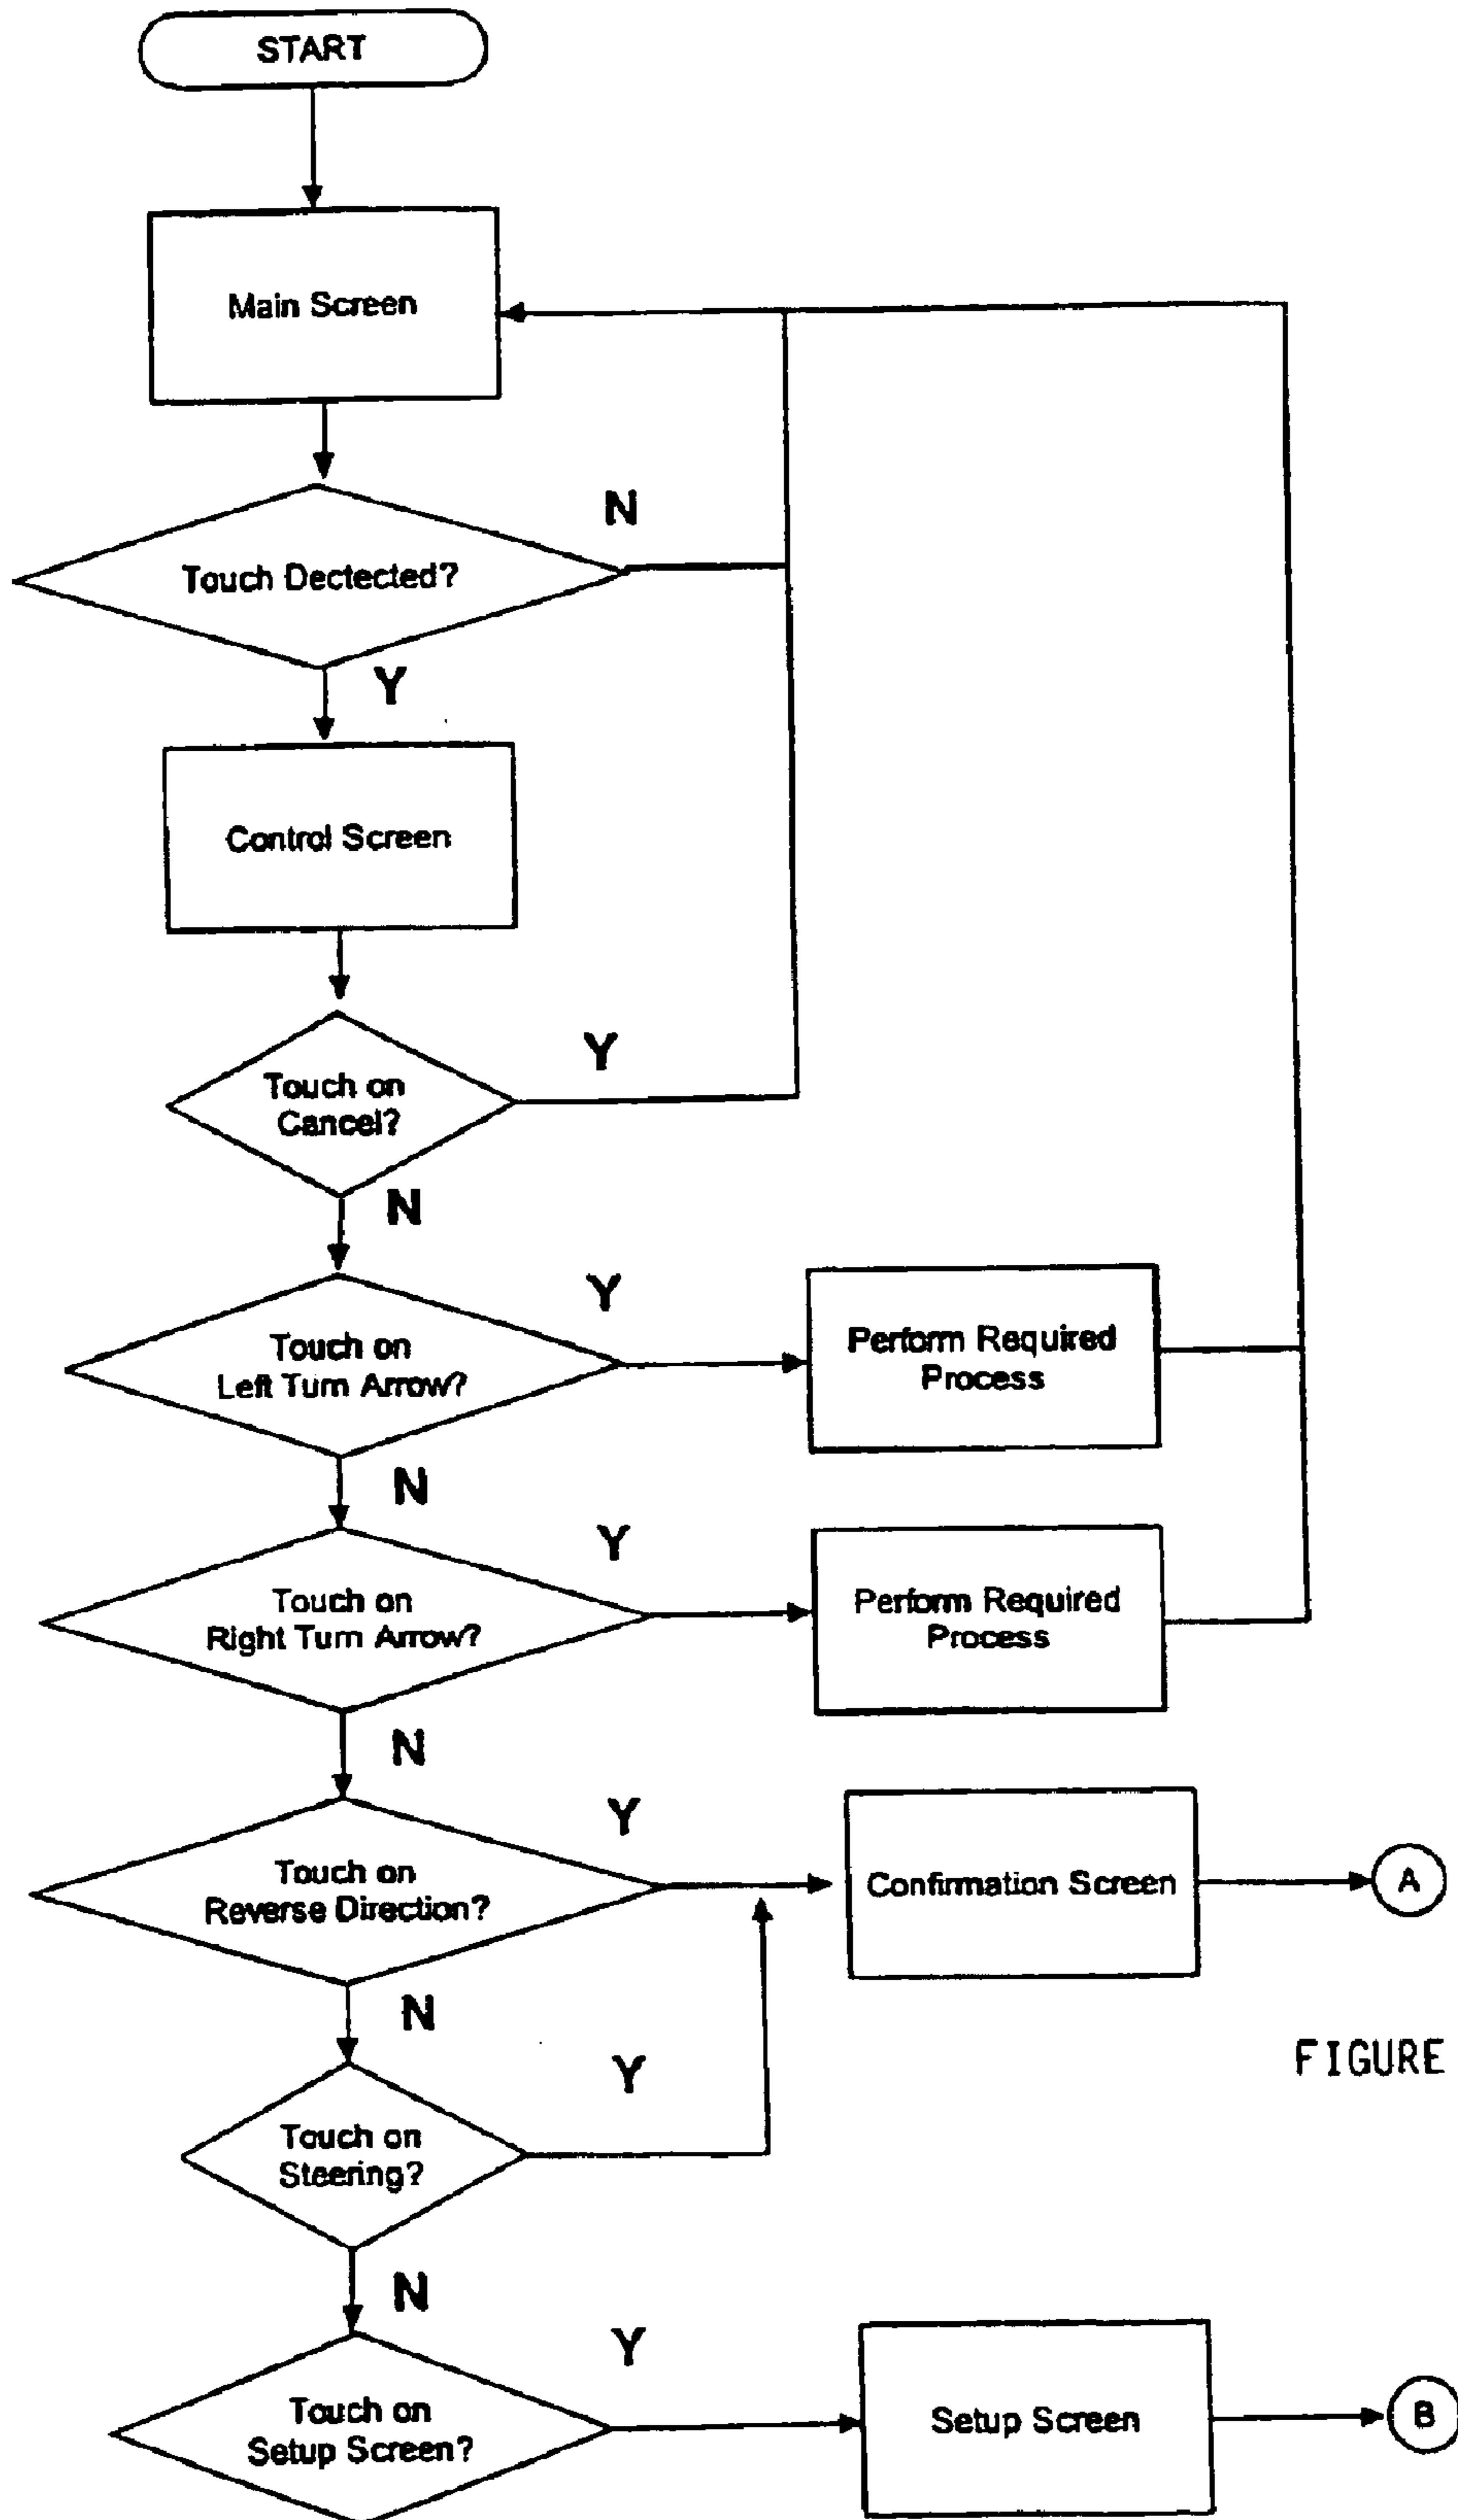 START
Main Screen
N
Touch Dectected?
Y
Control Screen
Y
Touch on
Cancel?
N
Y
Touch on
Left Turn Arrow?
Perform Required
Process
N
Y
Touch on
Right Turn Arrow?
Perform Required
Process
N
Y
Touch on
Reverse Direction?
Confirmation Screen
A
N
FIGURE
Y
Touch on
Steering?
N
Y
Touch on
Setup Screen?
Setup Screen
B